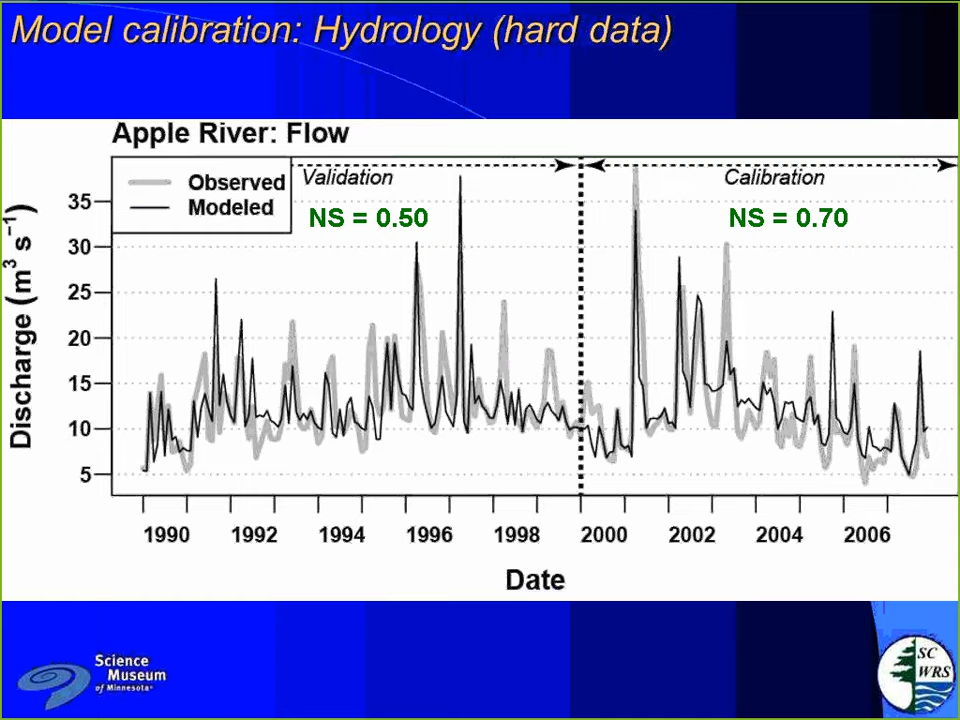 Model calibration: Hydrology (hard data)
Apple River: Flow
Observed
Modeled
Validation
Calibration
NS = 0.50
NS = 0.70
Discharge (m³ s⁻¹)
35
30
25
20
15
10
5
1990 1992 1994 1996 1998 2000 2002 2004 2006
Date
Science
Museum
of Minnesota
SC
WRS